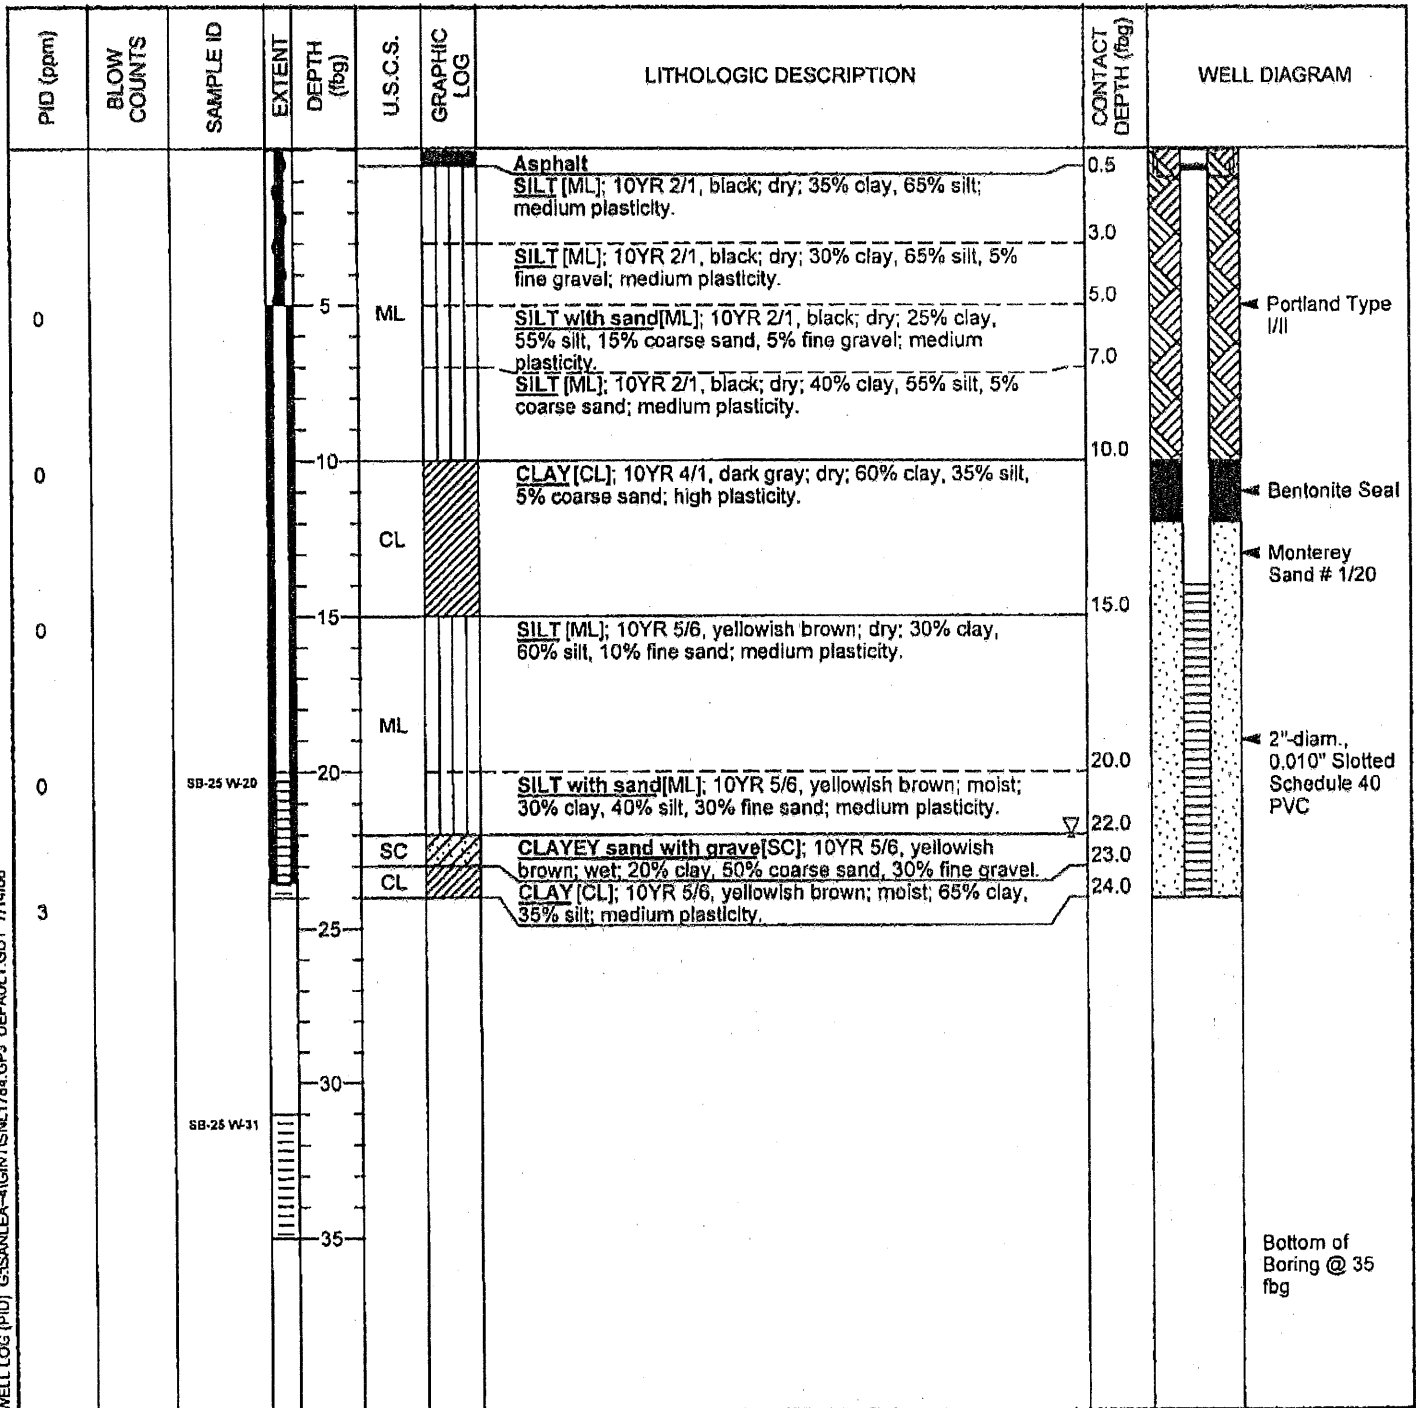 PID (ppm)
BLOW COUNTS
SAMPLE ID
EXTENT
DEPTH (fbg)
U.S.C.S.
GRAPHIC LOG
LITHOLOGIC DESCRIPTION
CONTACT DEPTH (fbg)
WELL DIAGRAM
Asphalt
0.5
SILT [ML]; 10YR 2/1, black; dry; 35% clay, 65% silt;
medium plasticity.
3.0
SILT [ML]; 10YR 2/1, black; dry; 30% clay, 65% silt, 5%
fine gravel; medium plasticity.
5.0
0
5
ML
SILT with sand[ML]; 10YR 2/1, black; dry; 25% clay,
55% silt, 15% coarse sand, 5% fine gravel; medium
plasticity.
7.0
Portland Type
I/II
SILT [ML]; 10YR 2/1, black; dry; 40% clay, 55% silt, 5%
coarse sand; medium plasticity.
10.0
0
10
CLAY [CL]; 10YR 4/1, dark gray; dry; 60% clay, 35% silt,
5% coarse sand; high plasticity.
Bentonite Seal
CL
Monterey
Sand # 1/20
15.0
0
15
SILT [ML]; 10YR 5/6, yellowish brown; dry; 30% clay,
60% silt, 10% fine sand; medium plasticity.
ML
2"-diam.,
0.010" Slotted
Schedule 40
PVC
20.0
0
SB-25 W-20
20
SILT with sand[ML]; 10YR 5/6, yellowish brown; moist;
30% clay, 40% silt, 30% fine sand; medium plasticity.
22.0
SC
CLAYEY sand with grave[SC]; 10YR 5/6, yellowish
brown; wet; 20% clay, 50% coarse sand, 30% fine gravel.
23.0
CL
CLAY [CL]; 10YR 5/6, yellowish brown; moist; 65% clay,
35% silt; medium plasticity.
24.0
3
25
30
SB-25 W-31
35
Bottom of
Boring @ 35
fbg
WELL LOG (PID)